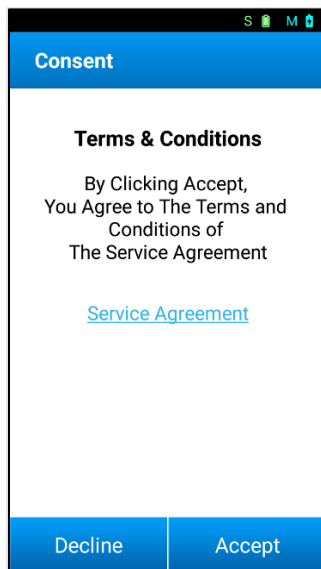 S M
Consent
Terms & Conditions
By Clicking Accept,
You Agree to The Terms and
Conditions of
The Service Agreement
Service Agreement
Decline Accept